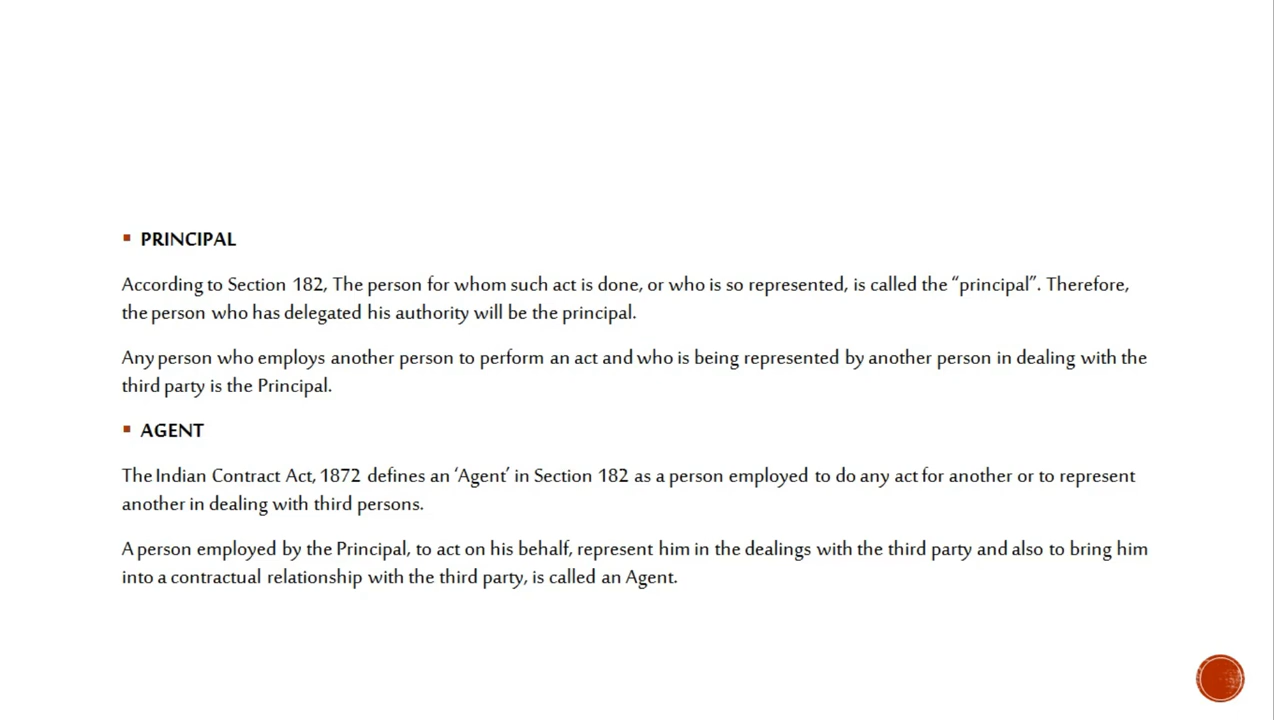 ▪ PRINCIPAL
According to Section 182, The person for whom such act is done, or who is so represented, is called the “principal”. Therefore,
the person who has delegated his authority will be the principal.
Any person who employs another person to perform an act and who is being represented by another person in dealing with the
third party is the Principal.
▪ AGENT
The Indian Contract Act, 1872 defines an ‘Agent’ in Section 182 as a person employed to do any act for another or to represent
another in dealing with third persons.
A person employed by the Principal, to act on his behalf, represent him in the dealings with the third party and also to bring him
into a contractual relationship with the third party, is called an Agent.